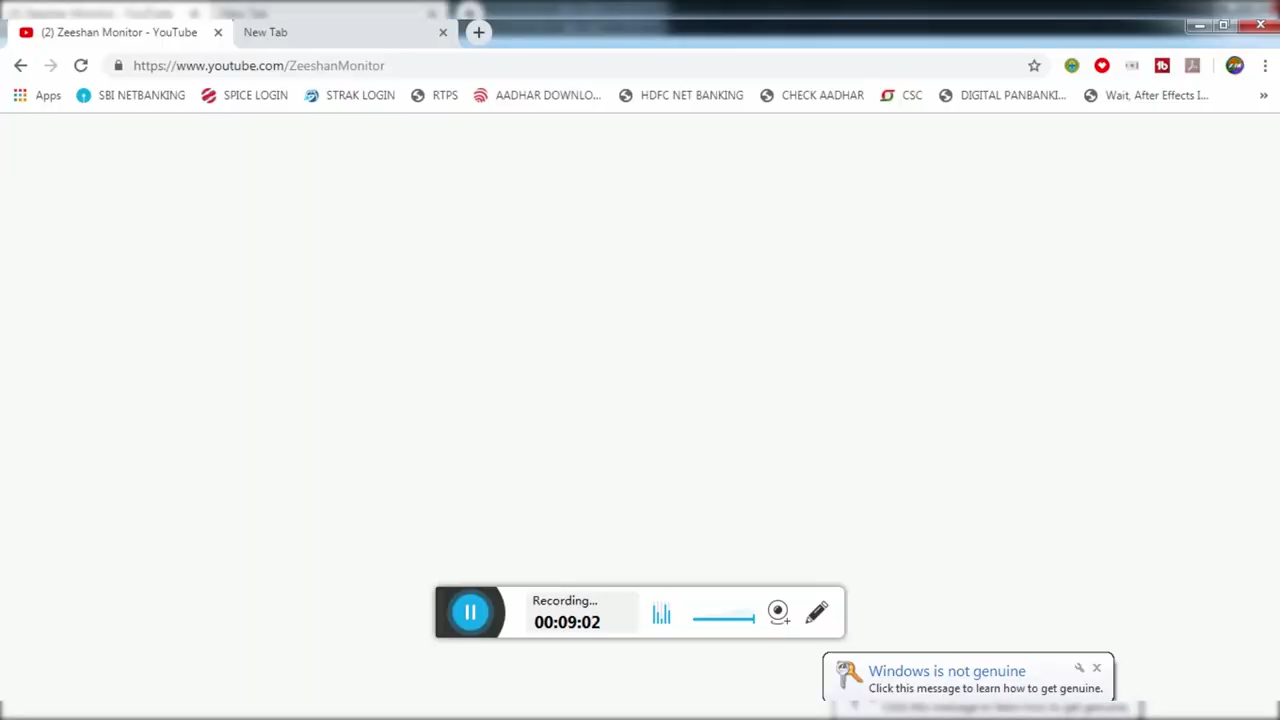 (2) Zeeshan Monitor - YouTube
New Tab
https://www.youtube.com/ZeeshanMonitor
Apps SBI NETBANKING SPICE LOGIN STRAK LOGIN RTPS AADHAR DOWNLO... HDFC NET BANKING CHECK AADHAR CSC DIGITAL PANBANKI... Wait, After Effects I... »
Recording...
00:09:02
Windows is not genuine
Click this message to learn how to get genuine.